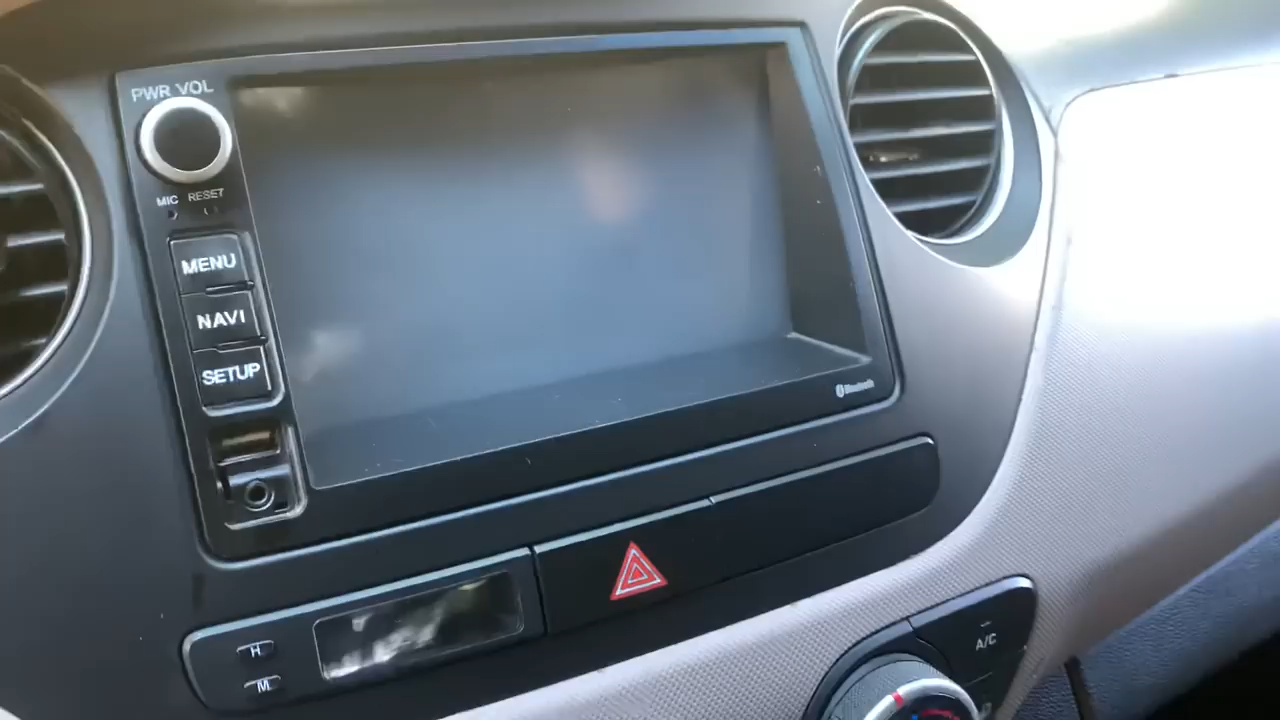 PWR VOL
MIC RESET
MENU
NAVI
SETUP
Bluetooth
H
M
A/C